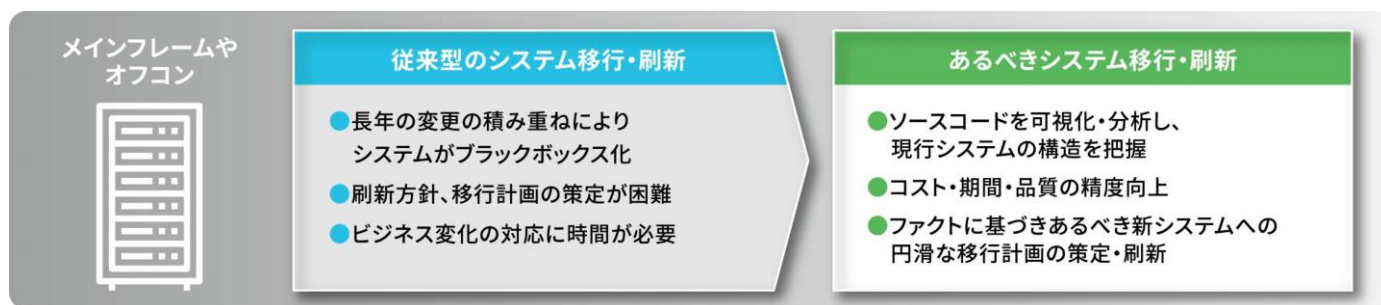 メインフレームや
オフコン
従来型のシステム移行・刷新
●長年の変更の積み重ねにより
システムがブラックボックス化
●刷新方針、移行計画の策定が困難
●ビジネス変化の対応に時間が必要
あるべきシステム移行・刷新
●ソースコードを可視化・分析し、
現行システムの構造を把握
●コスト・期間・品質の精度向上
●ファクトに基づきあるべき新システムへの
円滑な移行計画の策定・刷新